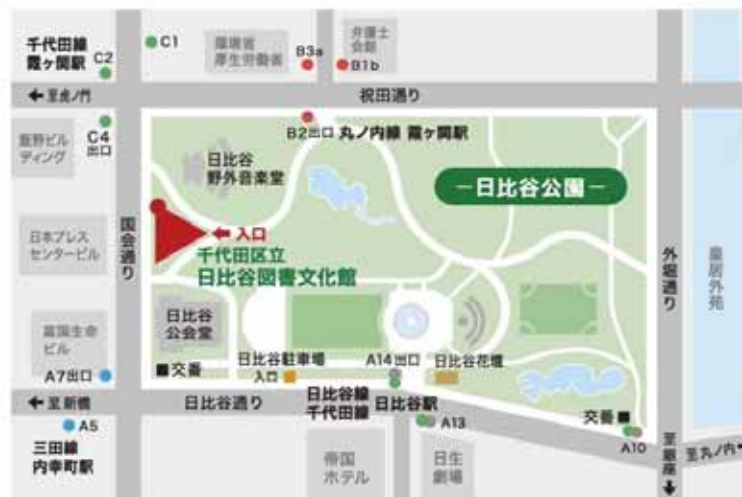 千代田線
霞ヶ関駅
C2
C1
環境省
厚生労働省
B3a
弁護士
会館
B1b
←至虎ノ門
祝田通り
飯野ビル
ディング
C4
出口
B2出口 丸ノ内線 霞ヶ関駅
日比谷
野外音楽堂
－日比谷公園－
←入口
千代田区立
日比谷図書文化館
日本プレス
センタービル
国会通り
外堀通り
皇居外苑
日比谷
公会堂
富国生命
ビル
A7出口
■交番
日比谷駐車場
入口
A14出口
日比谷花壇
←至新橋
日比谷通り
日比谷線
千代田線
日比谷駅
A13
交番■
A10
A5
三田線
内幸町駅
帝国
ホテル
日生
劇場
至銀座
至丸ノ内